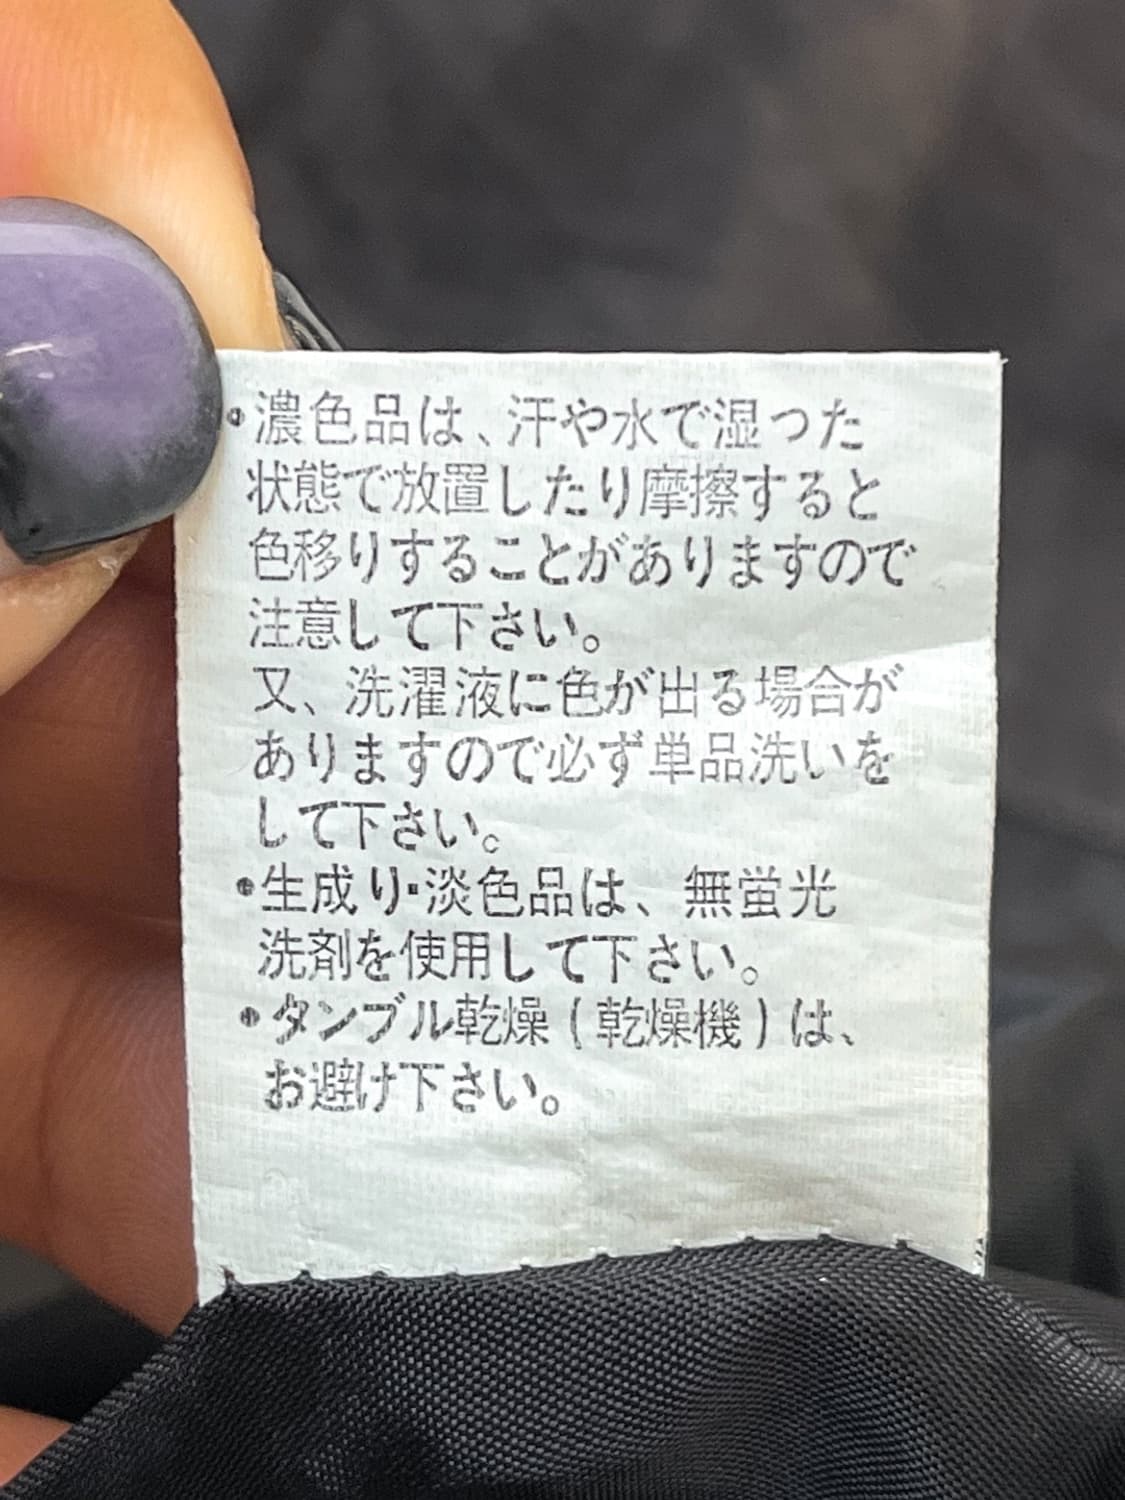 •濃色品は、汗や水で湿った
状態で放置したり摩擦すると
色移りすることがありますので
注意して下さい。
又、洗濯液に色が出る場合が
ありますので必ず単品洗いを
して下さい。
•生成り・淡色品は、無蛍光
洗剤を使用して下さい。
•タンブル乾燥(乾燥機)は、
お避け下さい。